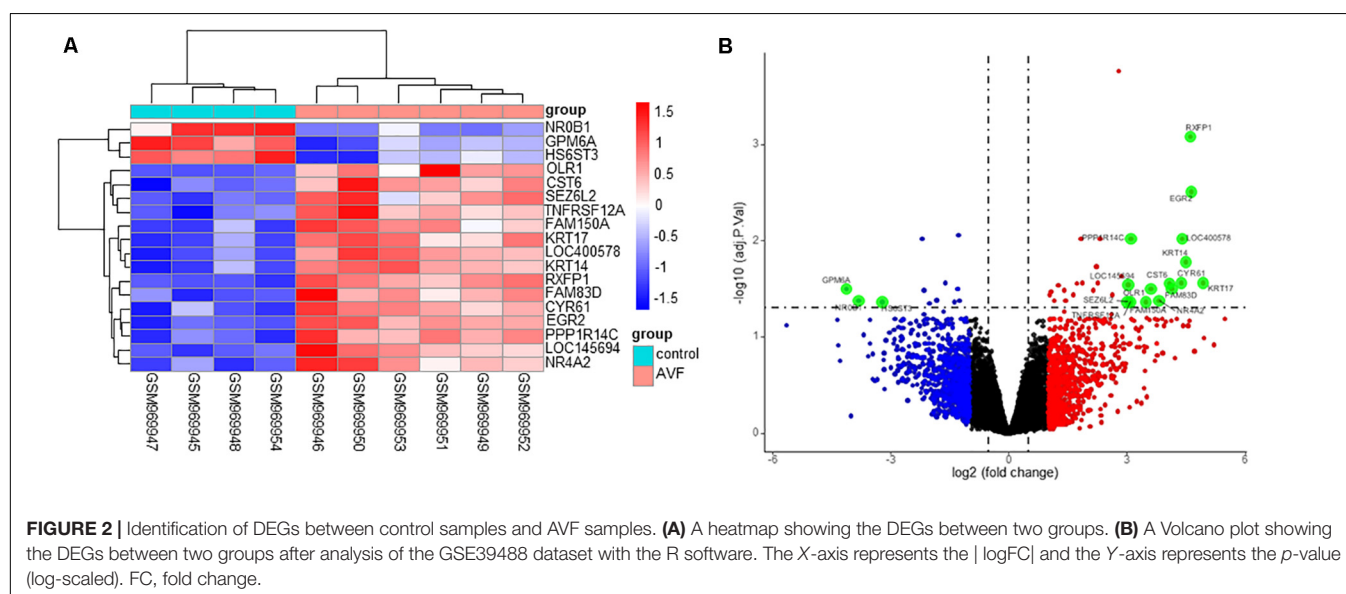 A
group
NR0B1
GPM6A
HS6ST3
OLR1
CST6
SEZ6L2
TNFRSF12A
FAM150A
KRT17
LOC400578
KRT14
RXFP1
FAM83D
CYR61
EGR2
PPP1R14C
LOC145694
NR4A2
GSM969947
GSM969945
GSM969948
GSM969954
GSM969946
GSM969950
GSM969953
GSM969951
GSM969949
GSM969952
1.5
1
0.5
0
-0.5
-1
-1.5
group
control
AVF
B
-log10 (adj.P.Val)
3
2
1
0
-6
-3
0
3
6
log2 (fold change)
RXFP1
EGR2
PPP1R14C
LOC400578
KRT14
LOC145694
CST6
CYR61
KRT17
OLR1
FAM83D
SEZ6L2
TNFRSF12A
FAM150A
NR4A2
GPM6A
NR0B1
HS6ST3
FIGURE 2 | Identification of DEGs between control samples and AVF samples. (A) A heatmap showing the DEGs between two groups. (B) A Volcano plot showing
the DEGs between two groups after analysis of the GSE39488 dataset with the R software. The X-axis represents the | logFC| and the Y-axis represents the p-value
(log-scaled). FC, fold change.